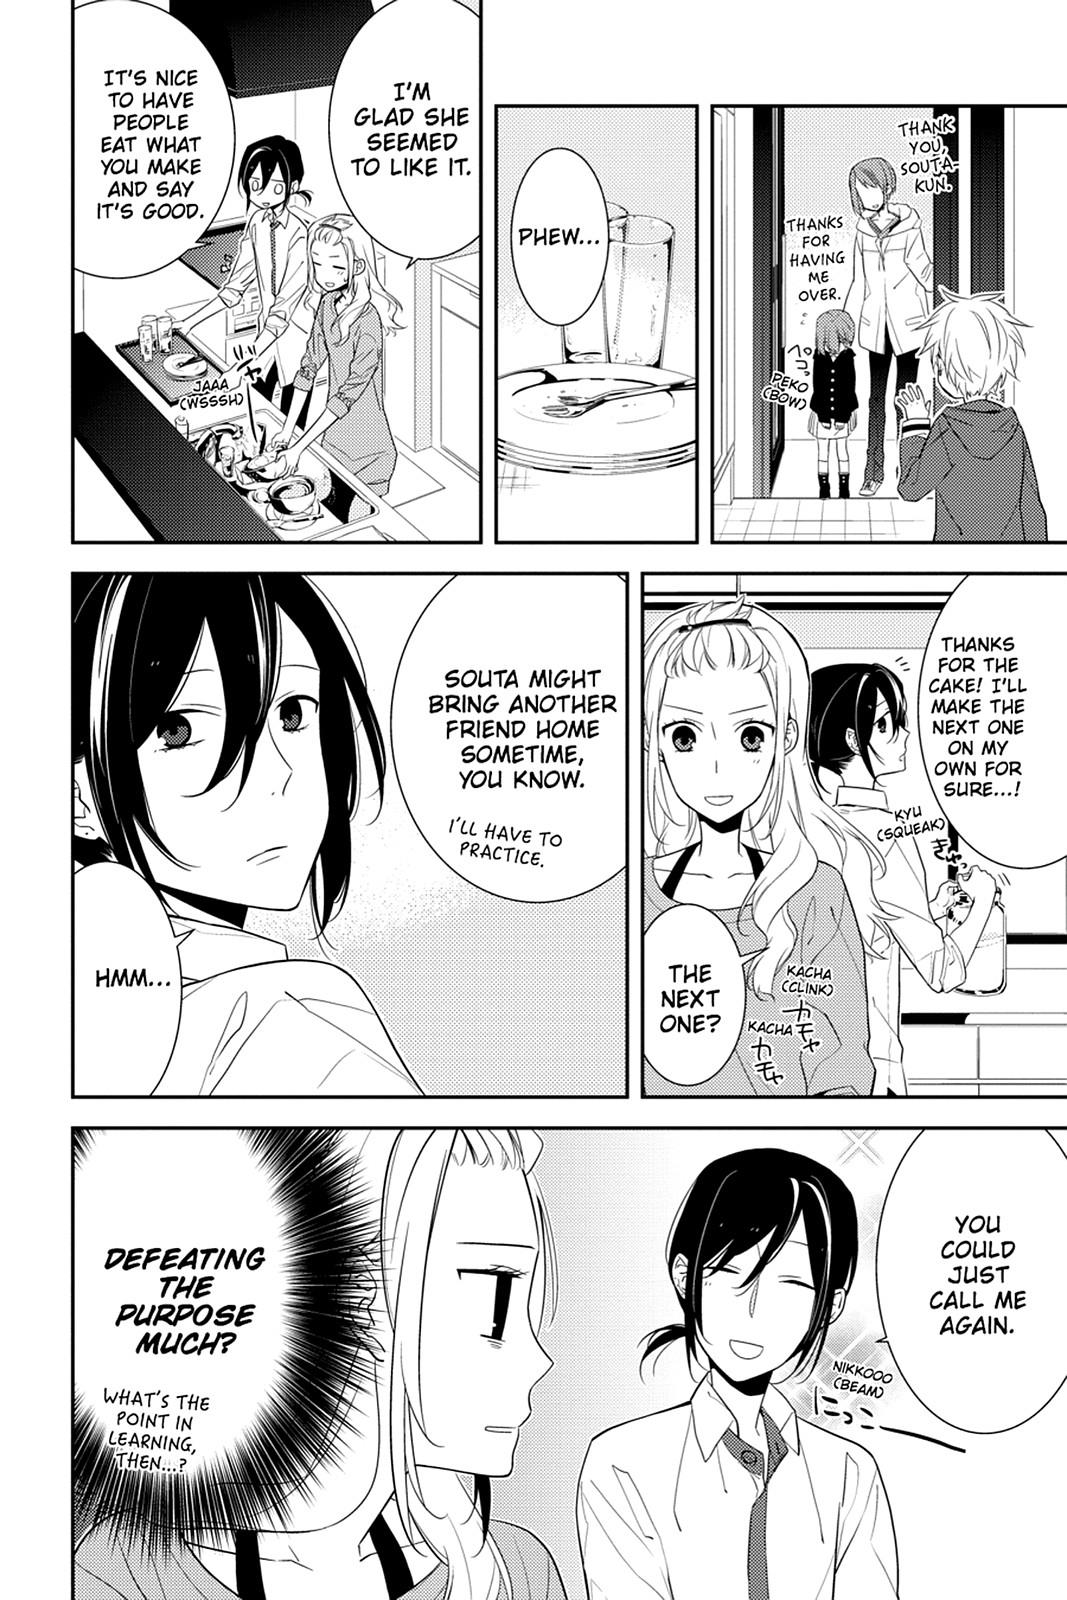 THANK
YOU,
SOUTA-
KUN.
THANKS
FOR
HAVING
ME
OVER.
ペコッ
PEKO
(BOW)
PHEW...
I'M
GLAD SHE
SEEMED
TO LIKE IT.
IT'S NICE
TO HAVE
PEOPLE
EAT WHAT
YOU MAKE
AND SAY
IT'S GOOD.
JAAA
(WSSSH)
THANKS
FOR THE
CAKE! I'LL
MAKE THE
NEXT ONE
ON MY
OWN FOR
SURE...!
KYU
(SQUEAK)
きゅっ
THE
NEXT
ONE?
KACHA
(CLINK)
カチャ
KACHA
カチャ
SOUTA MIGHT
BRING ANOTHER
FRIEND HOME
SOMETIME,
YOU KNOW.
I'LL HAVE TO
PRACTICE.
HMM...
YOU
COULD
JUST
CALL ME
AGAIN.
NIKKOOO
(BEAM)
にっこー
DEFEATING
THE
PURPOSE
MUCH?
WHAT'S THE
POINT IN
LEARNING,
THEN...?